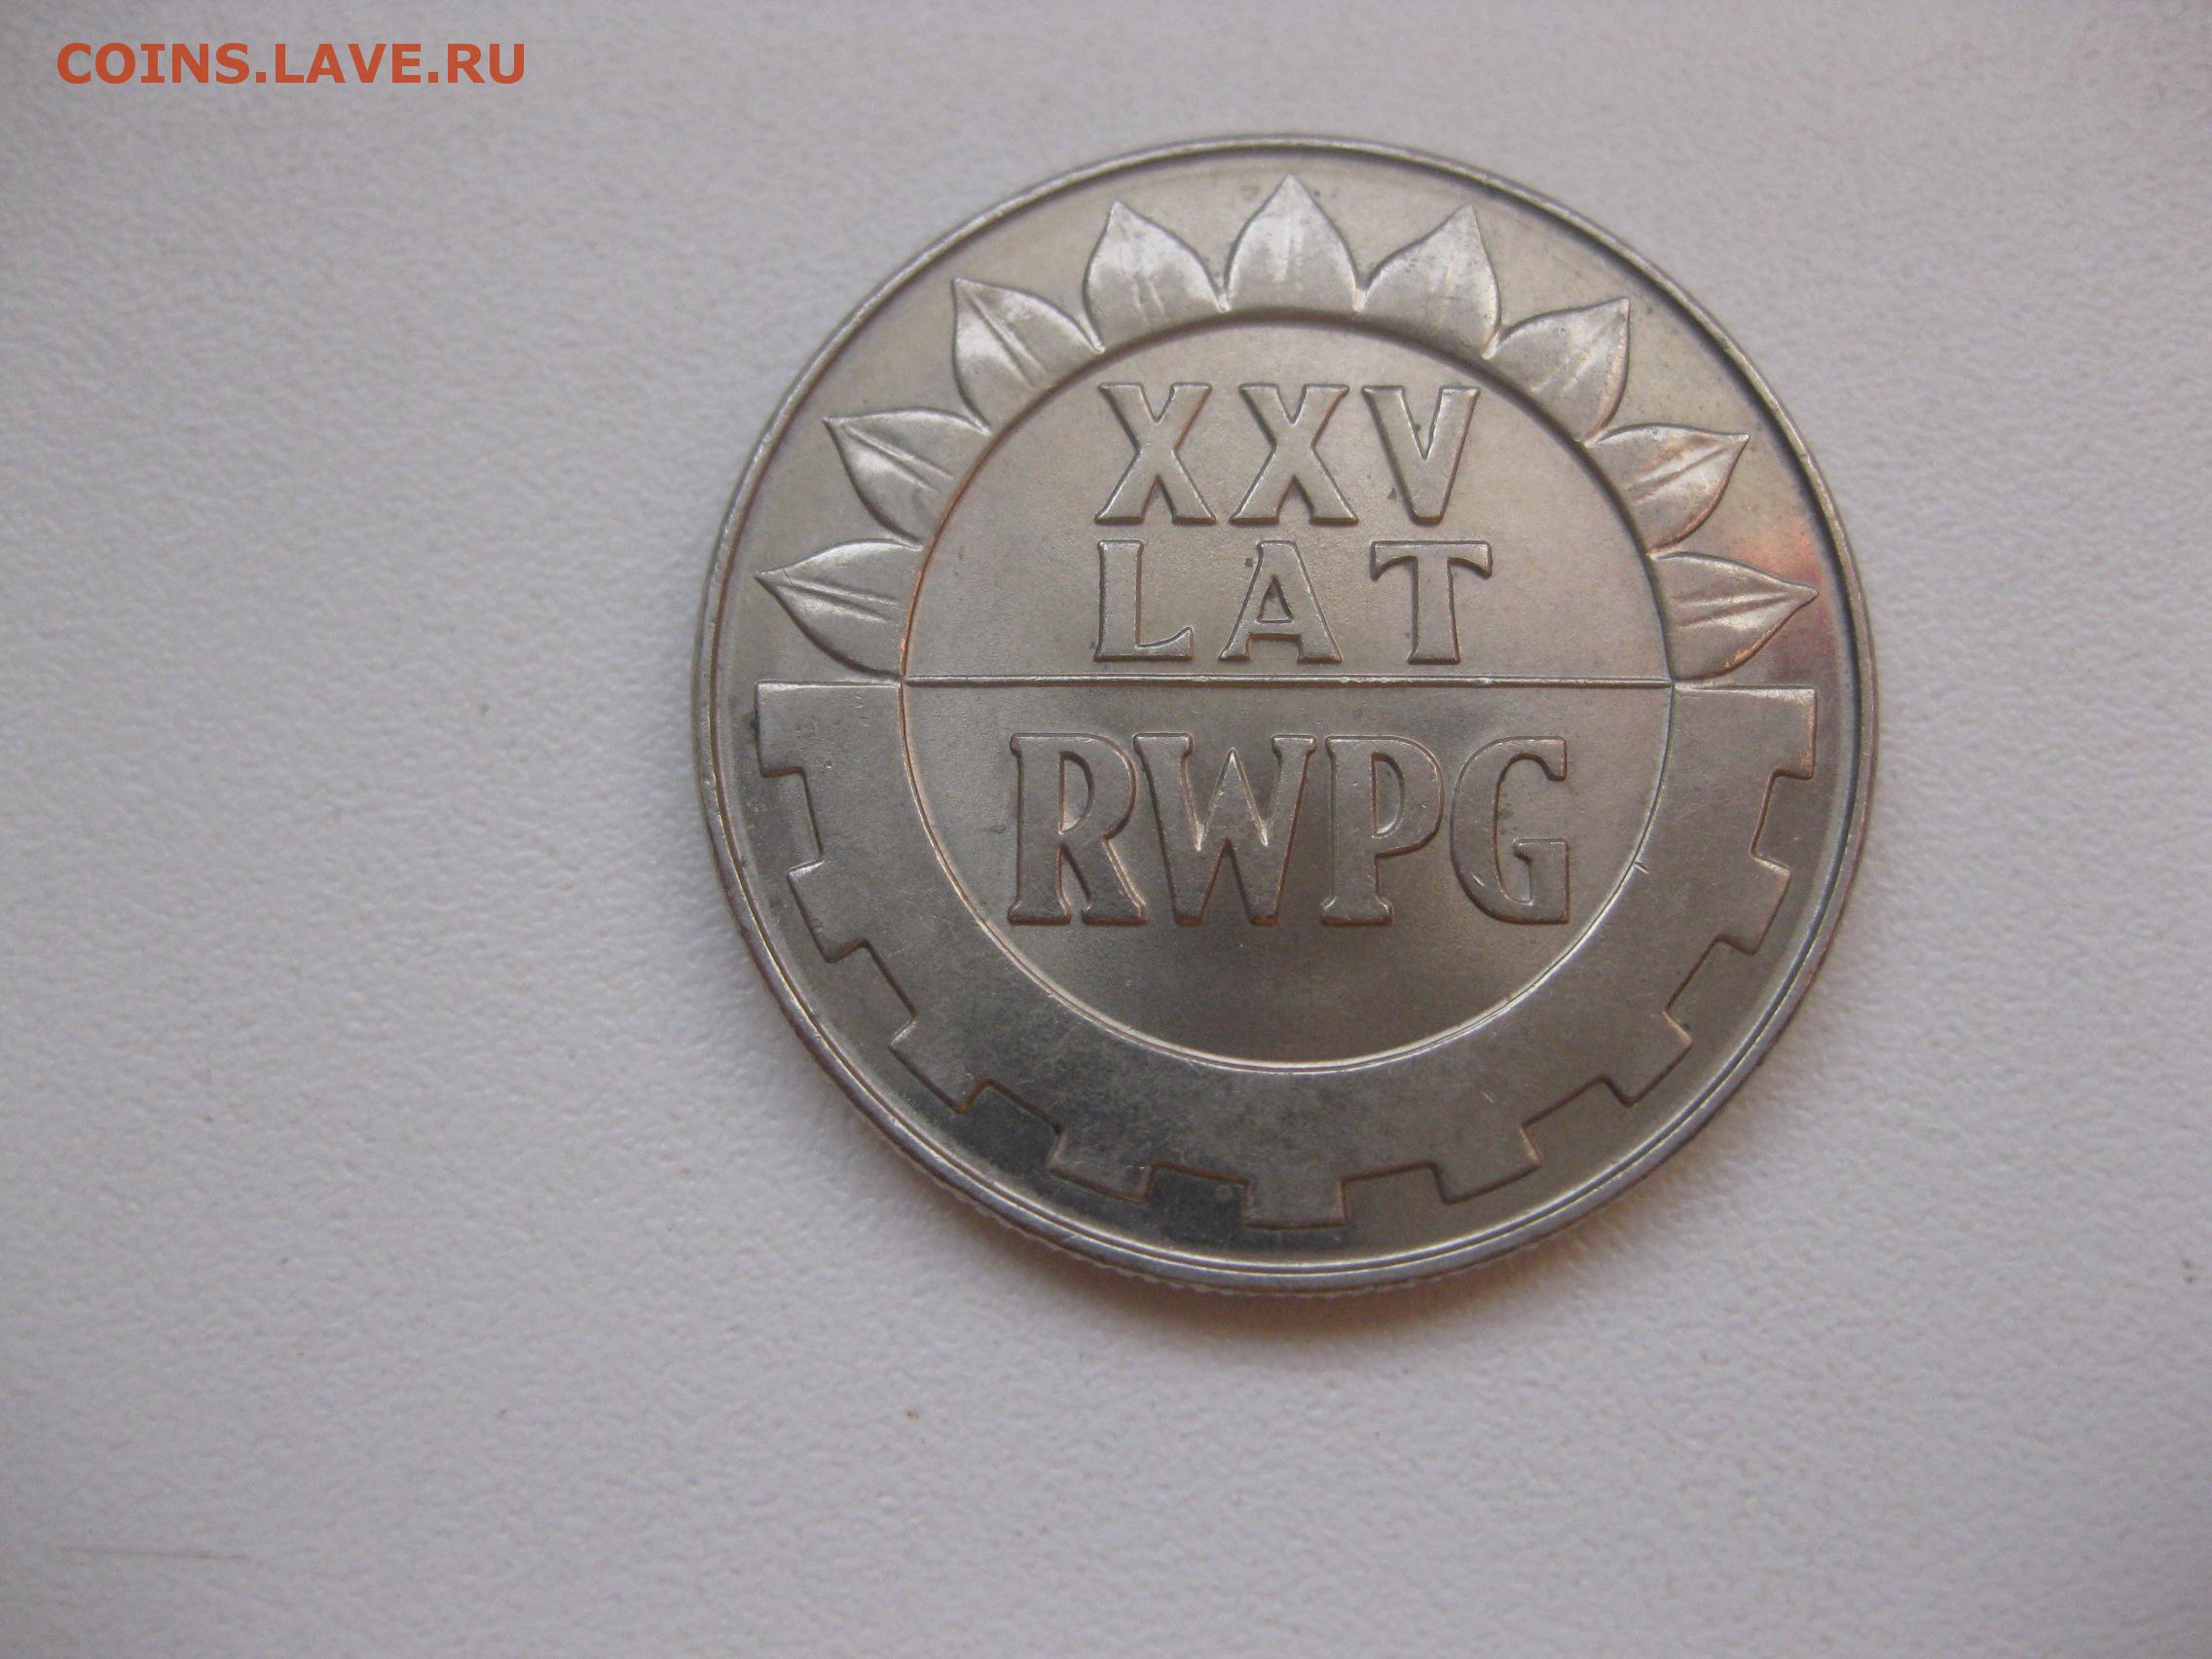 COINS.LAVE.RU
XXV
LAT
RWPG